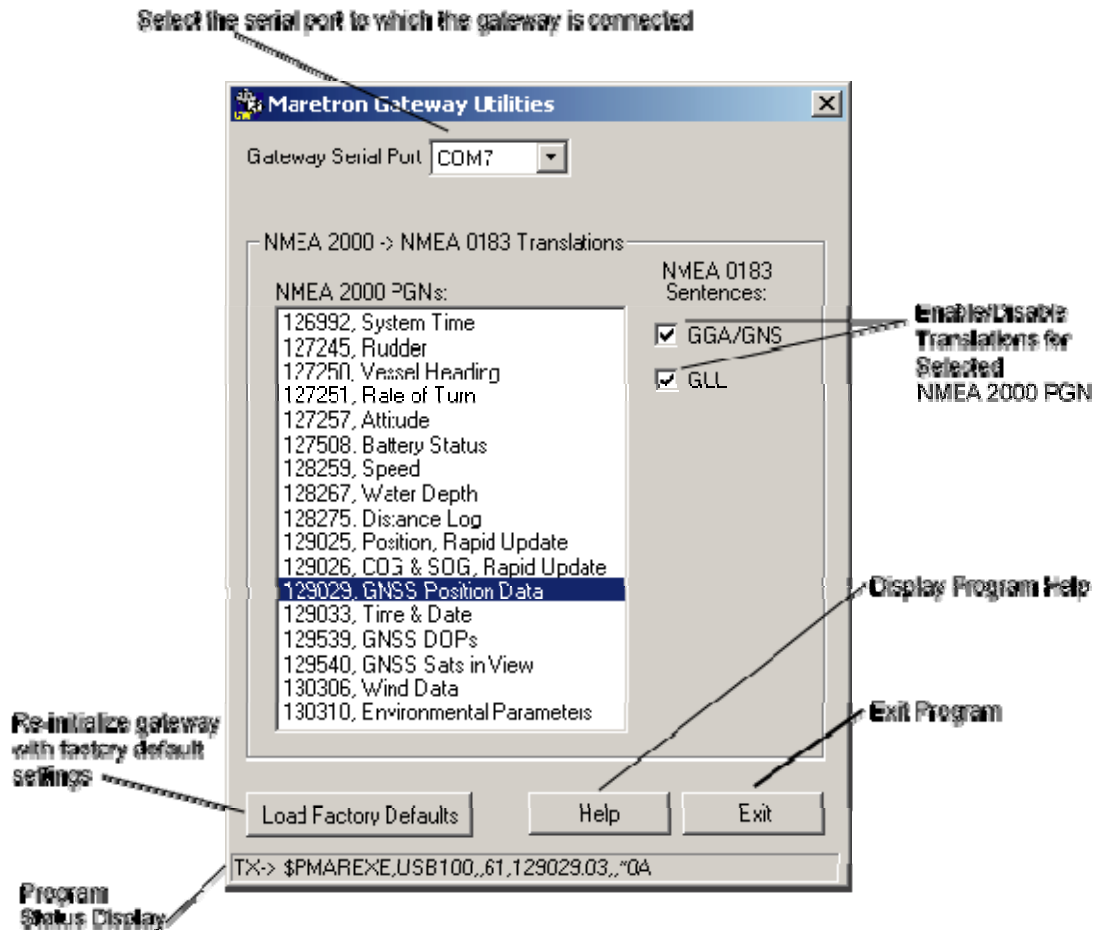 Select the serial port to which the gateway is connected
Maretron Gateway Utilities
Gateway Serial Port
COM7
NMEA 2000 -> NMEA 0183 Translations
NMEA 2000 PGNs:
126992, System Time
127245, Rudder
127250, Vessel Heading
127251, Rate of Turn
127257, Attitude
127508. Battery Status
128259, Speed
128267, Water Depth
128275. Distance Log
129025, Position, Rapid Update
129026, COG & SOG, Rapid Update
129029, GNSS Position Data
129033, Time & Date
129539, GNSS DOPs
129540, GNSS Sats in View
130306, Wind Data
130310, Environmental Parameters
NMEA 0183
Sentences:
GGA/GNS
GLL
Enable/Disable
Translations for
Selected
NMEA 2000 PGN
Display Program Help
Exit Program
Re-initialize gateway
with factory default
settings
Load Factory Defaults
Help
Exit
TX-> $PMAREXE,USB100,,61,129029.03,,*0A
Program
Status Display